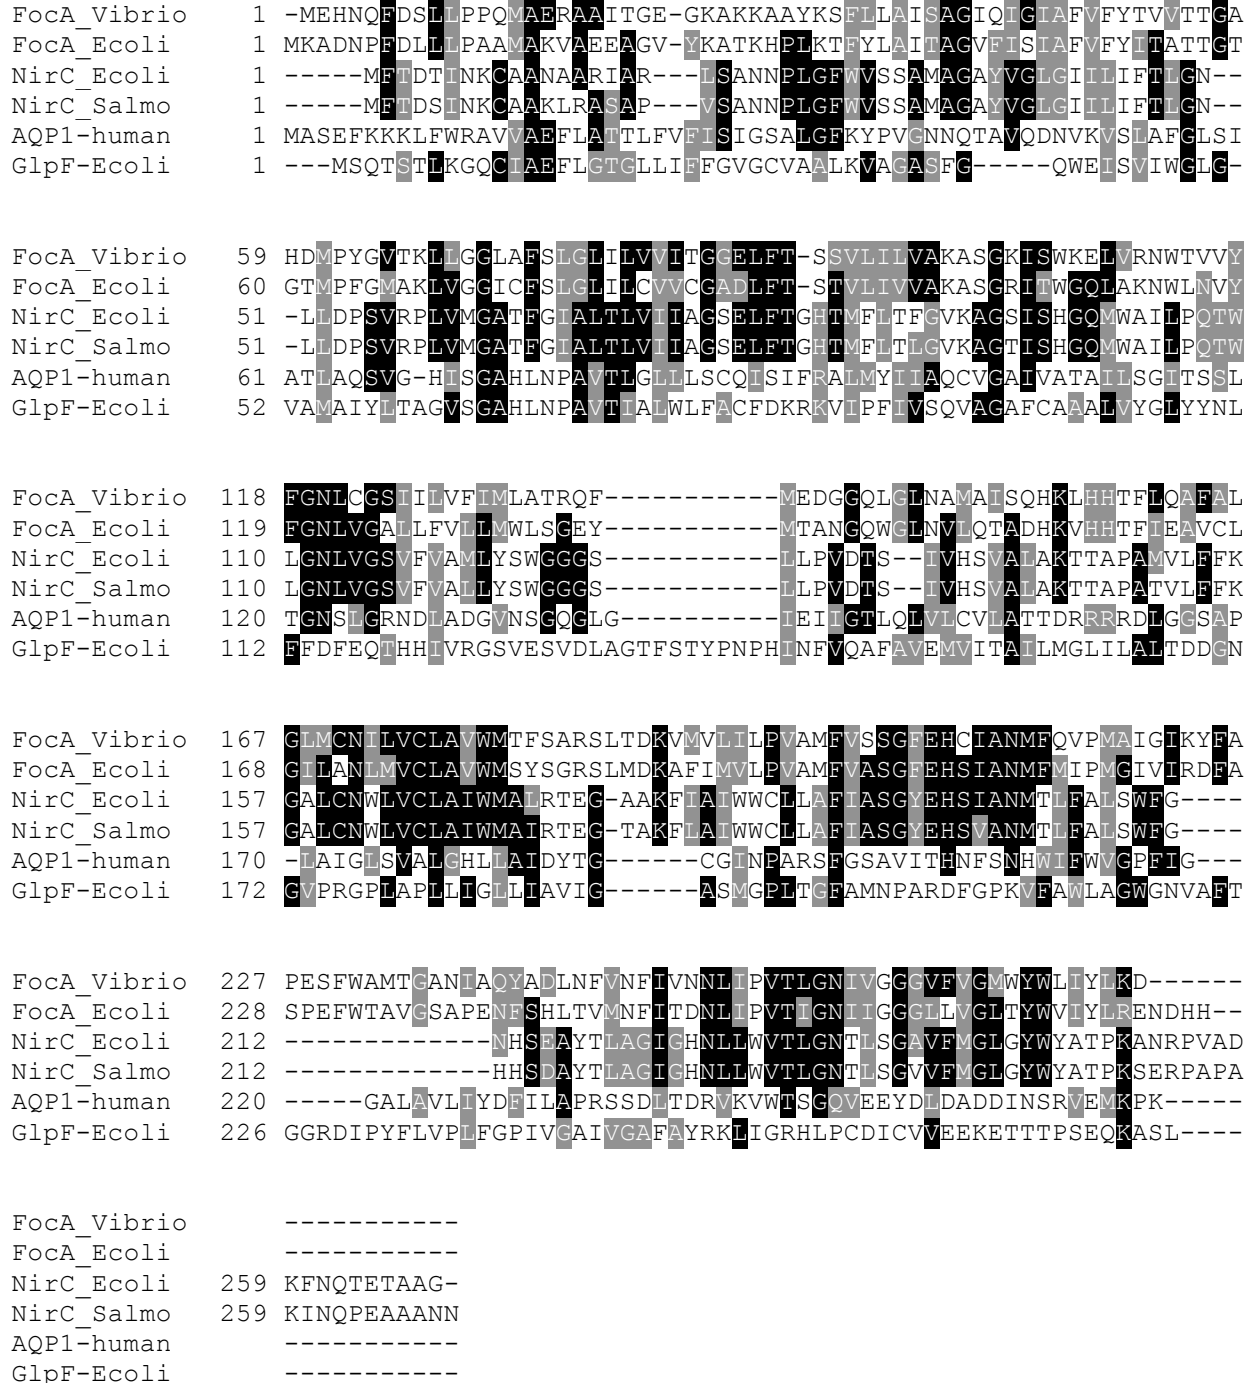 FocA_Vibrio 1 -MEHNQFDSLLPPQMAERAAITGE-GKAKKAAYKSFLLAISAGIQIGIAFVFYTVVTTGA
FocA_Ecoli 1 MKADNPFDLLLPAAMAKVAEEAGV-YKATKHPLKTFYLAITAGVFISIAFVFYITATTGT
NirC_Ecoli 1 -----MFTDTINKCAANAARIAR---LSANNPLGFWVSSAMAGAYVGLGIILIFTLGN--
NirC_Salmo 1 -----MFTDSINKCAAKLRASAP---VSANNPLGFWVSSAMAGAYVGLGIILIFTLGN--
AQP1-human 1 MASEFKKKLFWRAVVAEFLATTLFVFISIGSALGFKYPVGNNQTAVQDNVKVSLAFGLSI
GlpF-Ecoli 1 ---MSQTSTLKGQCIAEFLGTGLLIFFGVGCVAALKVAGASFG-----QWEISVIWGLG-
FocA_Vibrio 59 HDMPYGVTKLLGGLAFSLGLILVVITGGELFT-SSVLILVAKASGKISWKELVRNWTVVY
FocA_Ecoli 60 GTMPFGMAKLVGGICFSLGLILCVVCGADLFT-STVLIVVAKASGRITWGQLAKNWLNVY
NirC_Ecoli 51 -LLDPSVRPLVMGATFGIALTLVIIAGSELFTGHTMFLTFGVKAGSISHGQMWAILPQTW
NirC_Salmo 51 -LLDPSVRPLVMGATFGIALTLVIIAGSELFTGHTMFLTLGVKAGTISHGQMWAILPQTW
AQP1-human 61 ATLAQSVG-HISGAHLNPAVTLGLLLSCQISIFRALMYIIAQCVGAIVATAILSGITSSL
GlpF-Ecoli 52 VAMAIYLTAGVSGAHLNPAVTIALWLFACFDKRKVIPFIVSQVAGAFCAAALVYGLYYNL
FocA_Vibrio 118 FGNLCGSIILVFIMLATRQF-----------MEDGGQLGLNAMAISQHKLHHTFLQAFAL
FocA_Ecoli 119 FGNLVGALLFVLLMWLSGEY-----------MTANGQWGLNVLQTADHKVHHTFIEAVCL
NirC_Ecoli 110 LGNLVGSVFVAMLYSWGGGS-----------LLPVDTS--IVHSVALAKTTAPAMVLFFK
NirC_Salmo 110 LGNLVGSVFVALLYSWGGGS-----------LLPVDTS--IVHSVALAKTTAPATVLFFK
AQP1-human 120 TGNSLGRNDLADGVNSGQGLG----------IEIIGTLQLVLCVLATTDRRRRDLGGSAP
GlpF-Ecoli 112 FFDFEQTHHIVRGSVESVDLAGTFSTYPNPHINFVQAFAVEMVITAILMGLILALTDDGN
FocA_Vibrio 167 GLMCNILVCLAVWMTFSARSLTDKVMVLILPVAMFVSSGFEHCIANMFQVPMAIGIKYFA
FocA_Ecoli 168 GILANLMVCLAVWMSYSGRSLMDKAFIMVLPVAMFVASGFEHSIANMFMIPMGIVIRDFA
NirC_Ecoli 157 GALCNWLVCLAIWMALRTEG-AAKFIAIWWCLLAFIASGYEHSIANMTLFALSWFG----
NirC_Salmo 157 GALCNWLVCLAIWMAIRTEG-TAKFLAIWWCLLAFIASGYEHSVANMTLFALSWFG----
AQP1-human 170 -LAIGLSVALGHLLAIDYTG------CGINPARSFGSAVITHNFSNHWIFWVGPFIG---
GlpF-Ecoli 172 GVPRGPLAPLLIGLLIAVIG------ASMGPLTGFAMNPARDFGPKVFAWLAGWGNVAFT
FocA_Vibrio 227 PESFWAMTGANIAQYADLNFVNFIVNNLIPVTLGNIVGGGVFVGMWYWLIYLKD------
FocA_Ecoli 228 SPEFWTAVGSAPENFSHLTVMNFITDNLIPVTIGNIIGGGLLVGLTYWVIYLRENDHH--
NirC_Ecoli 212 -------------NHSEAYTLAGIGHNLLWVTLGNTLSGAVFMGLGYWYATPKANRPVAD
NirC_Salmo 212 -------------HHSDAYTLAGIGHNLLWVTLGNTLSGVVFMGLGYWYATPKSERPAPA
AQP1-human 220 -----GALAVLIYDFILAPRSSDLTDRVKVWTSGQVEEYDLDADDINSRVEMKPK-----
GlpF-Ecoli 226 GGRDIPYFLVPLFGPIVGAIVGAFAYRKLIGRHLPCDICVVEEKETTTPSEQKASL----
FocA_Vibrio -----------
FocA_Ecoli -----------
NirC_Ecoli 259 KFNQTETAAG-
NirC_Salmo 259 KINQPEAAANN
AQP1-human -----------
GlpF-Ecoli -----------